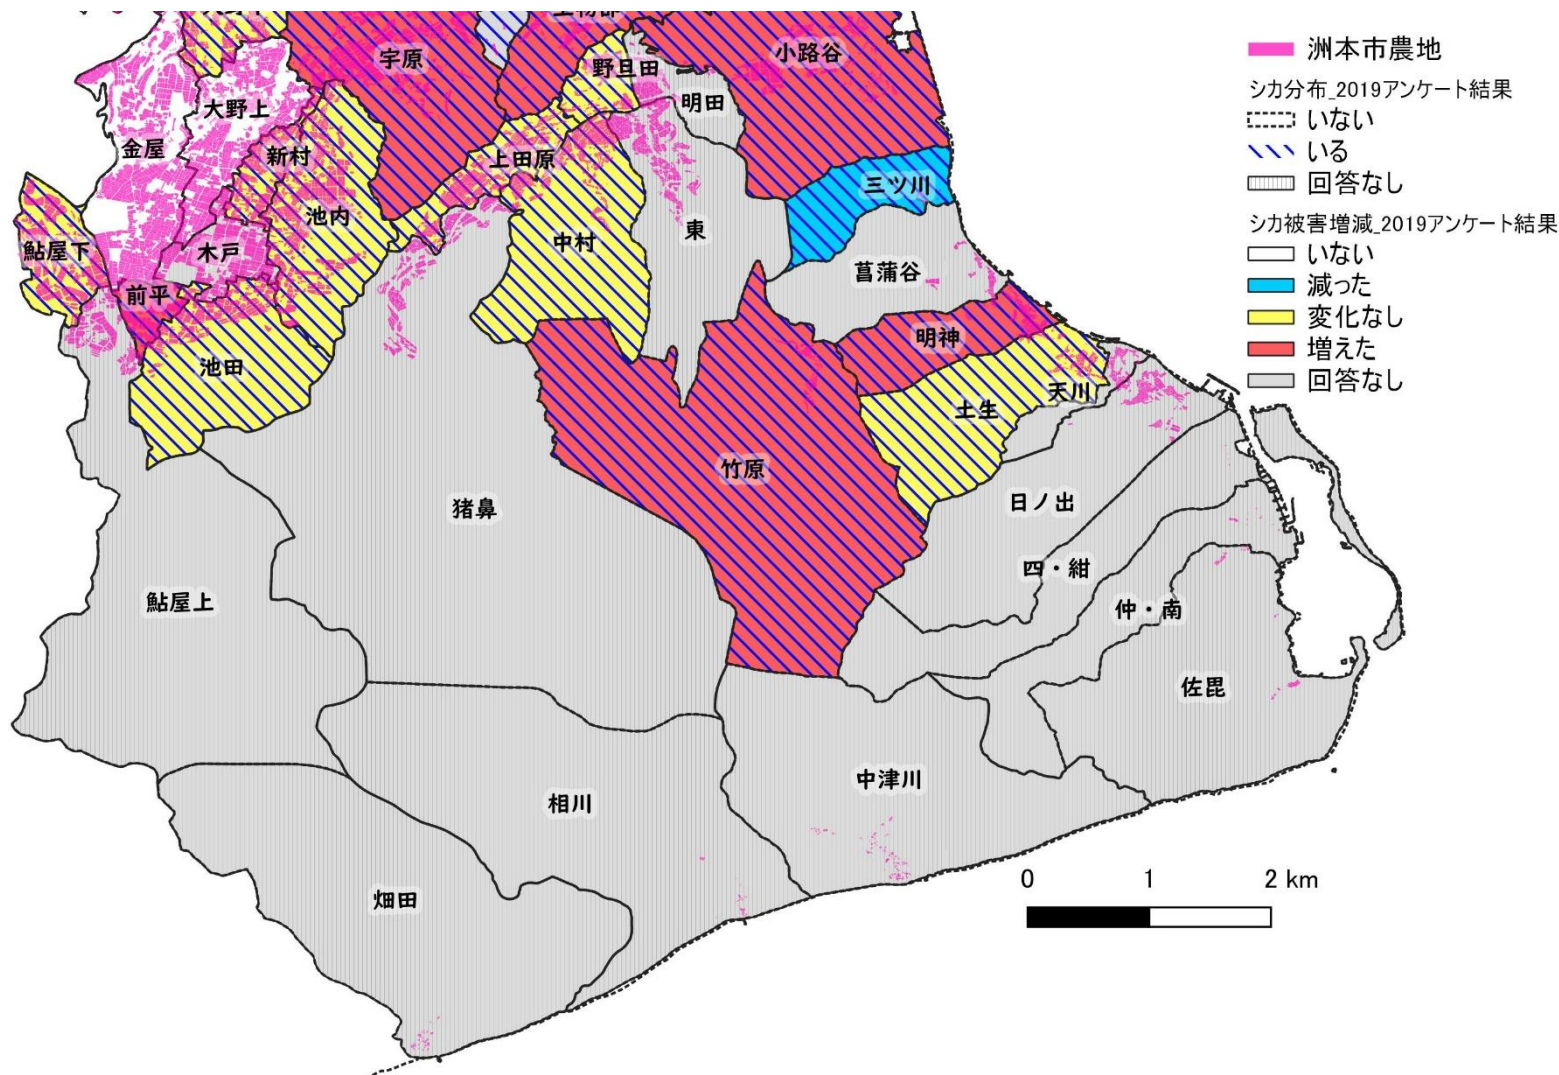 宇原
小路谷
野旦田
明田
大野上
金屋
新村
上田原
三ツ川
池内
東
中村
鮎屋下
木戸
菖蒲谷
前平
明神
池田
天川
土生
竹原
猪鼻
日ノ出
四・紺
鮎屋上
仲・南
佐毘
中津川
相川
畑田
洲本市農地
シカ分布_2019アンケート結果
いない
いる
回答なし
シカ被害増減_2019アンケート結果
いない
減った
変化なし
増えた
回答なし
0 1 2 km